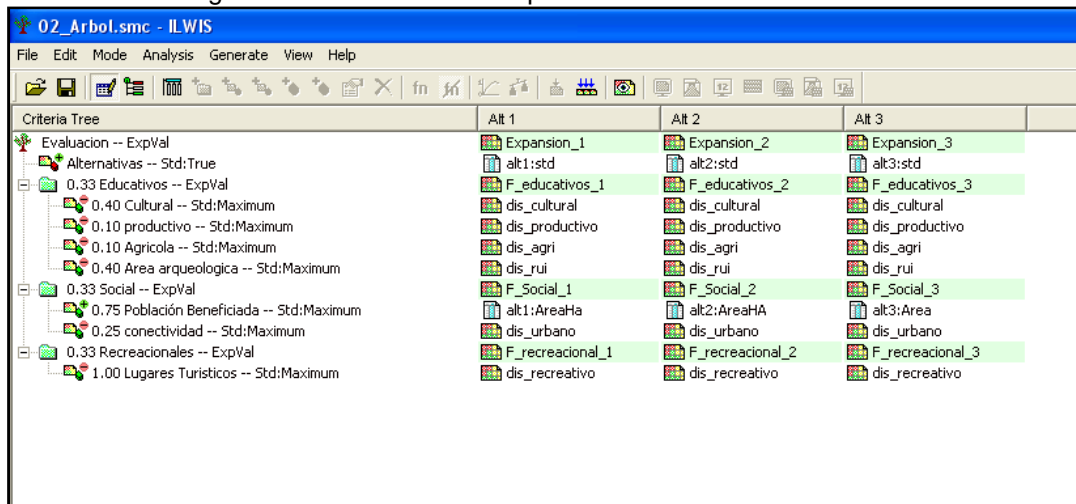 02_Arbol.smc - ILWIS
File Edit Mode Analysis Generate View Help
fn fn
Criteria Tree Alt 1 Alt 2 Alt 3
Evaluacion -- ExpVal Expansion_1 Expansion_2 Expansion_3
Alternativas -- Std:True alt1:std alt2:std alt3:std
0.33 Educativos -- ExpVal F_educativos_1 F_educativos_2 F_educativos_3
0.40 Cultural -- Std:Maximum dis_cultural dis_cultural dis_cultural
0.10 productivo -- Std:Maximum dis_productivo dis_productivo dis_productivo
0.10 Agricola -- Std:Maximum dis_agri dis_agri dis_agri
0.40 Area arqueologica -- Std:Maximum dis_rui dis_rui dis_rui
0.33 Social -- ExpVal F_Social_1 F_Social_2 F_Social_3
0.75 Población Beneficiada -- Std:Maximum alt1:AreaHa alt2:AreaHA alt3:Area
0.25 conectividad -- Std:Maximum dis_urbano dis_urbano dis_urbano
0.33 Recreacionales -- ExpVal F_recreacional_1 F_recreacional_2 F_recreacional_3
1.00 Lugares Turisticos -- Std:Maximum dis_recreativo dis_recreativo dis_recreativo